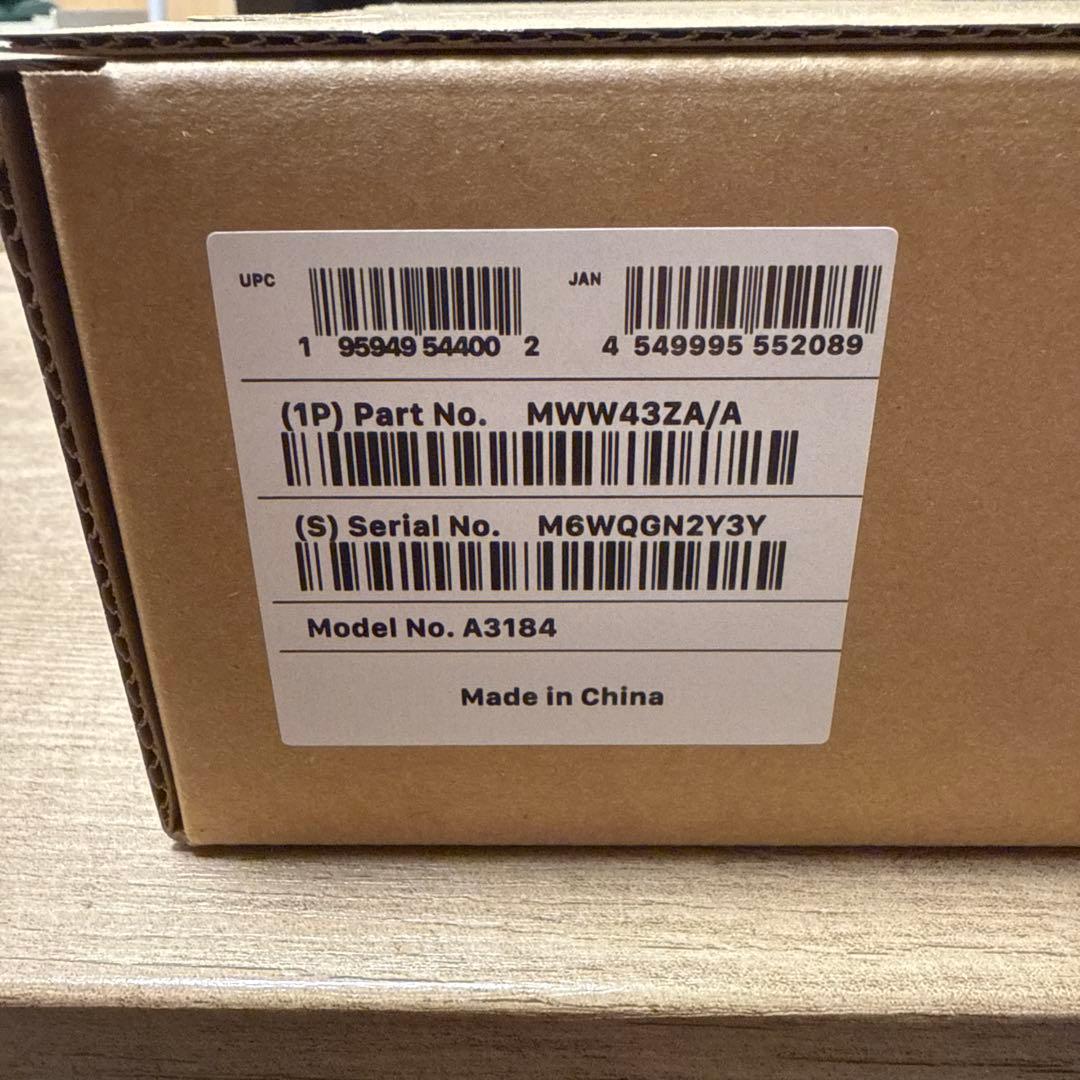 UPC
1 95949 54400 2
JAN
4 549995 552089
(1P) Part No. MWW43ZA/A
(S) Serial No. M6WQGN2Y3Y
Model No. A3184
Made in China